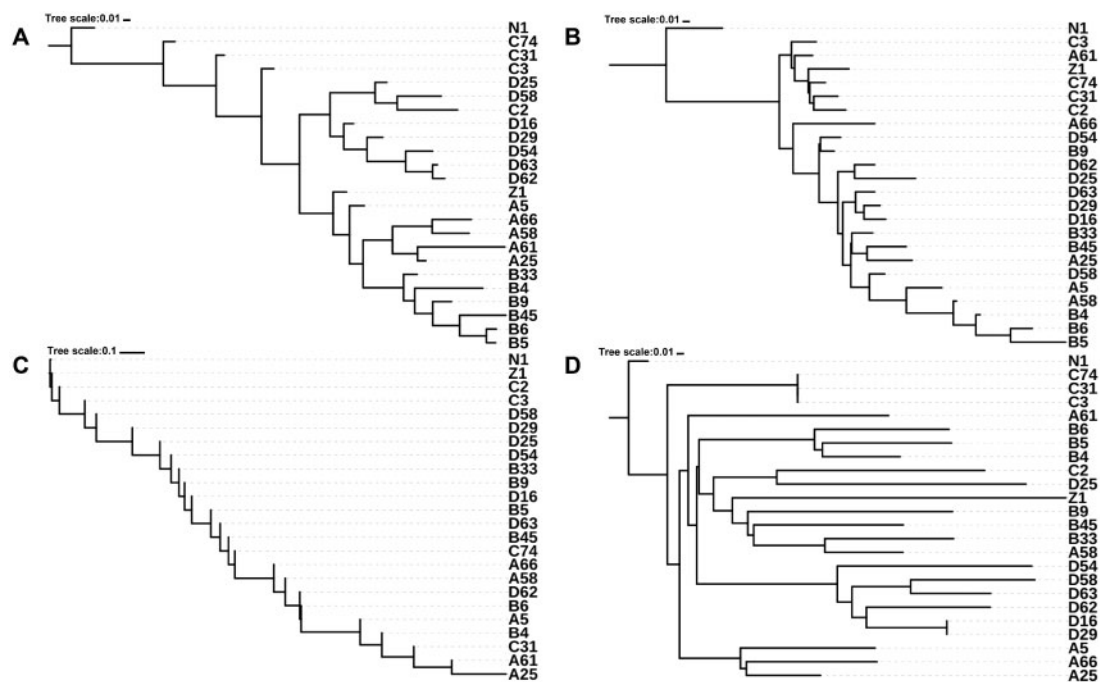 A
Tree scale:0.01
N1
C74
C31
C3
D25
D58
C2
D16
D29
D54
D63
D62
Z1
A5
A66
A58
A61
A25
B33
B4
B9
B45
B6
B5
B
Tree scale:0.01
N1
C3
A61
Z1
C74
C31
C2
A66
D54
B9
D62
D25
D63
D29
D16
B33
B45
A25
D58
A5
A58
B4
B6
B5
C
Tree scale:0.1
N1
Z1
C2
C3
D58
D29
D25
D54
B33
B9
D16
B5
D63
B45
C74
A66
A58
D62
B6
A5
B4
C31
A61
A25
D
Tree scale:0.01
N1
C74
C31
C3
A61
B6
B5
B4
C2
D25
Z1
B9
B45
B33
A58
D54
D58
D63
D62
D16
D29
A5
A66
A25